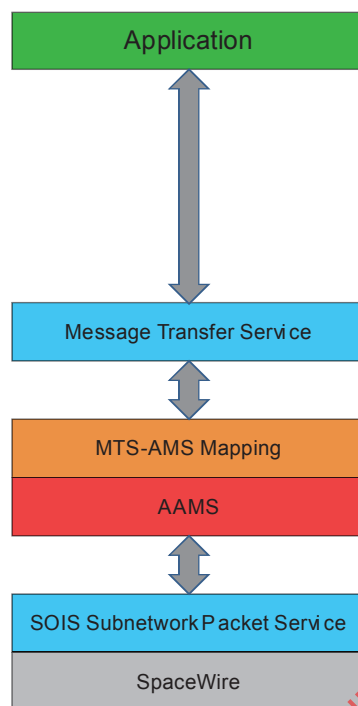 Application
Message Transfer Service
MTS-AMS Mapping
AAMS
SOIS Subnetwork Packet Service
SpaceWire